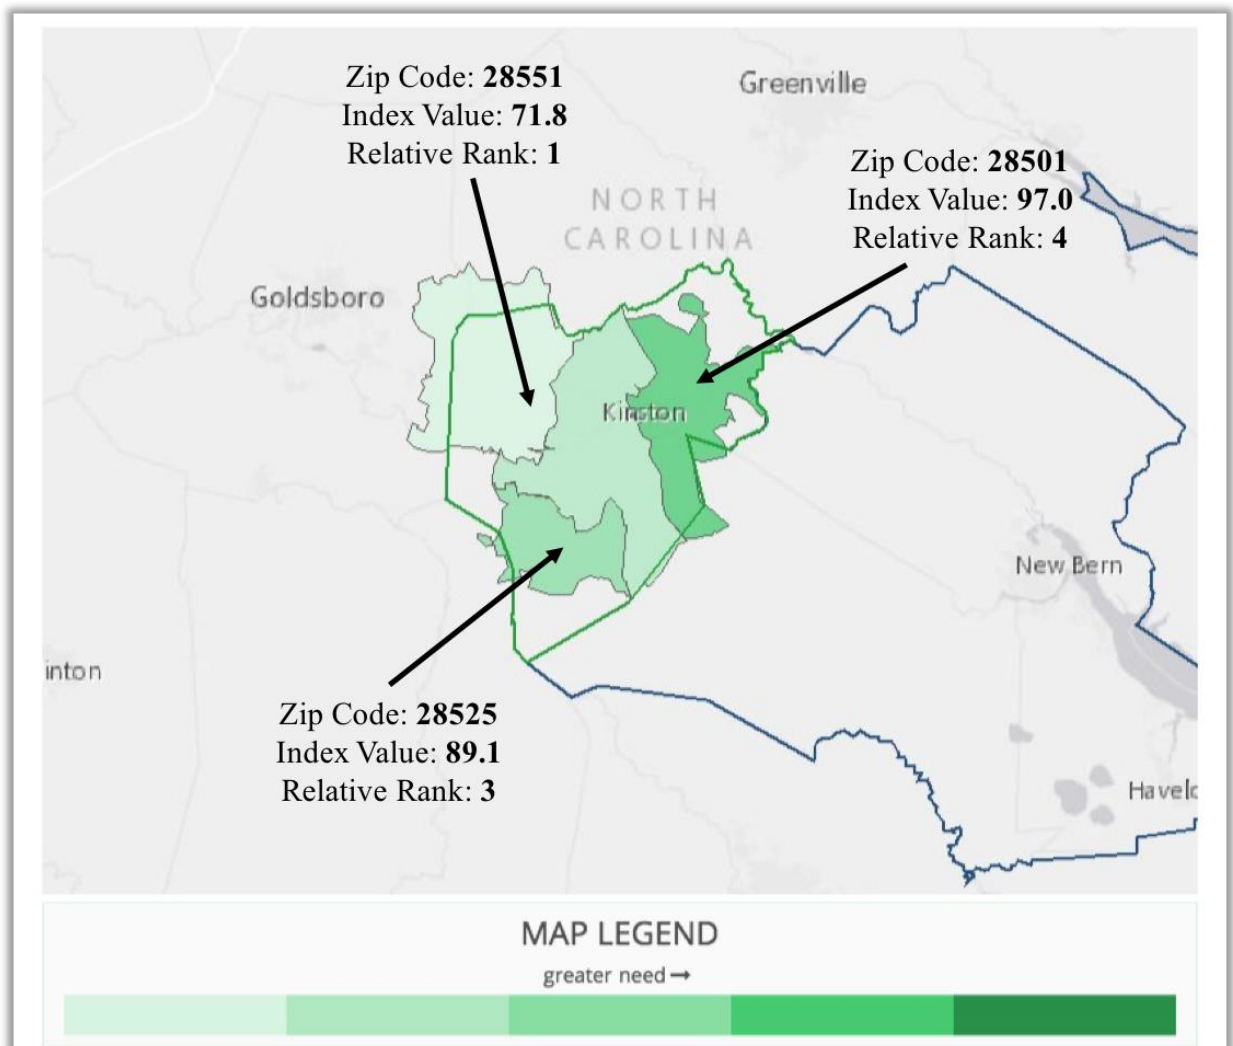 Zip Code: 28551
Index Value: 71.8
Relative Rank: 1
Greenville
Zip Code: 28501
Index Value: 97.0
Relative Rank: 4
NORTH
CAROLINA
Goldsboro
Kinston
New Bern
inton
Zip Code: 28525
Index Value: 89.1
Relative Rank: 3
Havelo
MAP LEGEND
greater need →